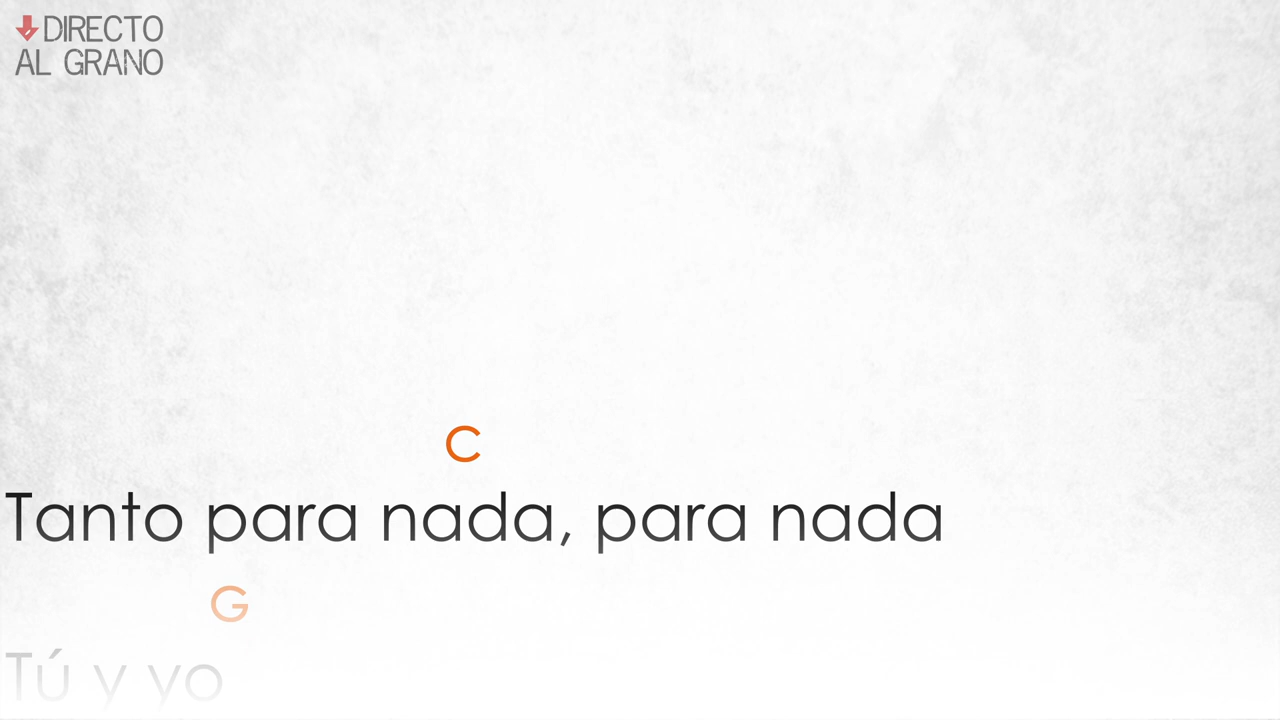 DIRECTO
AL GRANO
C
Tanto para nada, para nada
G
Tú y yo